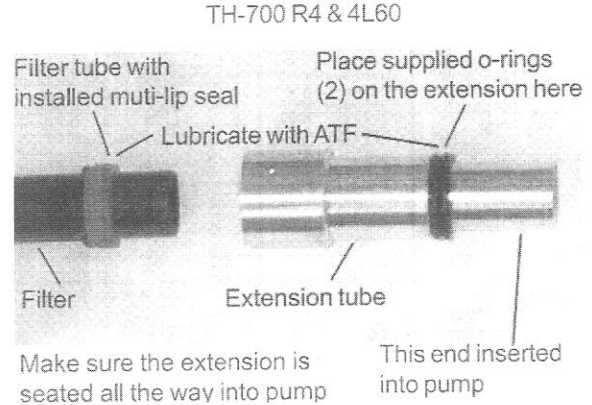 TH-700 R4 & 4L60
Filter tube with
installed muti-lip seal
Place supplied o-rings
(2) on the extension here
Lubricate with ATF
Filter
Extension tube
Make sure the extension is
seated all the way into pump
This end inserted
into pump